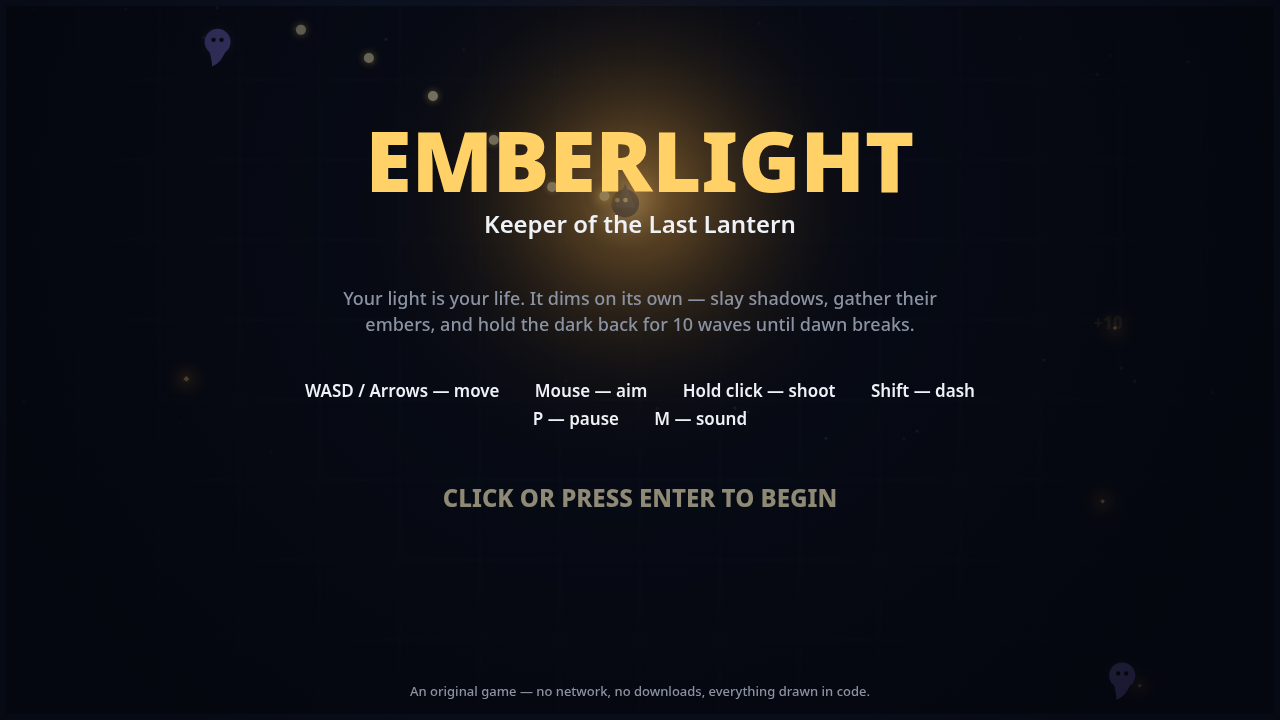 EMBERLIGHT
Keeper of the Last Lantern
Your light is your life. It dims on its own — slay shadows, gather their
embers, and hold the dark back for 10 waves until dawn breaks.
+10
WASD / Arrows — move Mouse — aim Hold click — shoot Shift — dash
P — pause M — sound
CLICK OR PRESS ENTER TO BEGIN
An original game — no network, no downloads, everything drawn in code.